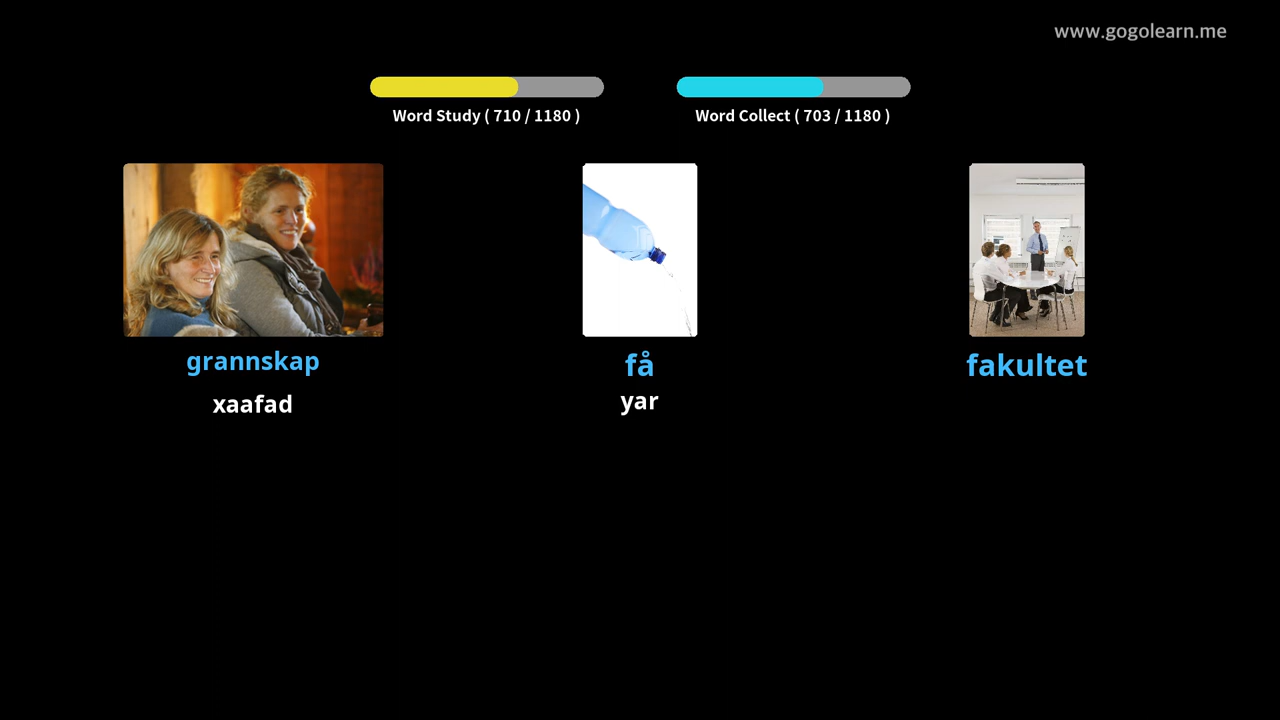 www.gogolearn.me
Word Study ( 710 / 1180 )
Word Collect ( 703 / 1180 )
grannskap
xaafad
få
yar
fakultet